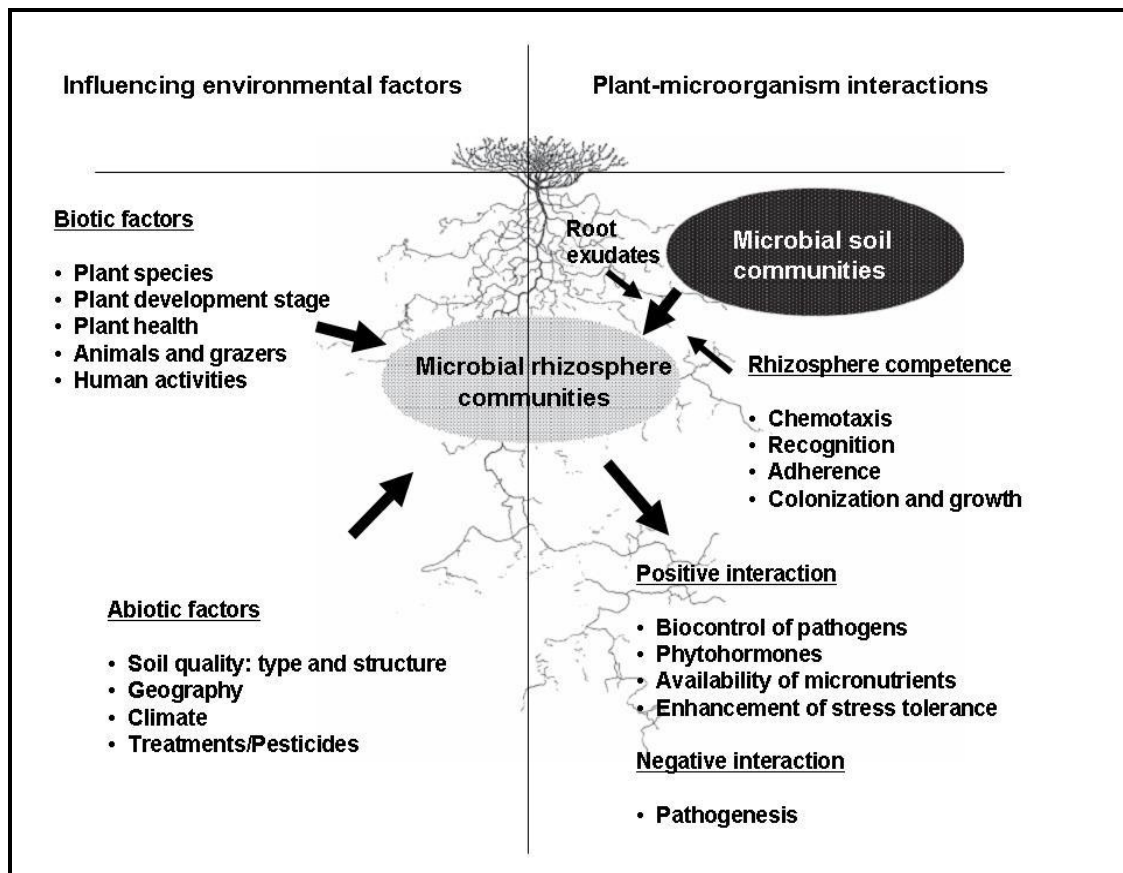 Influencing environmental factors
Plant-microorganism interactions
Biotic factors
• Plant species
• Plant development stage
• Plant health
• Animals and grazers
• Human activities
Root
exudates
Microbial soil
communities
Microbial rhizosphere
communities
Rhizosphere competence
• Chemotaxis
• Recognition
• Adherence
• Colonization and growth
Abiotic factors
• Soil quality: type and structure
• Geography
• Climate
• Treatments/Pesticides
Positive interaction
• Biocontrol of pathogens
• Phytohormones
• Availability of micronutrients
• Enhancement of stress tolerance
Negative interaction
• Pathogenesis